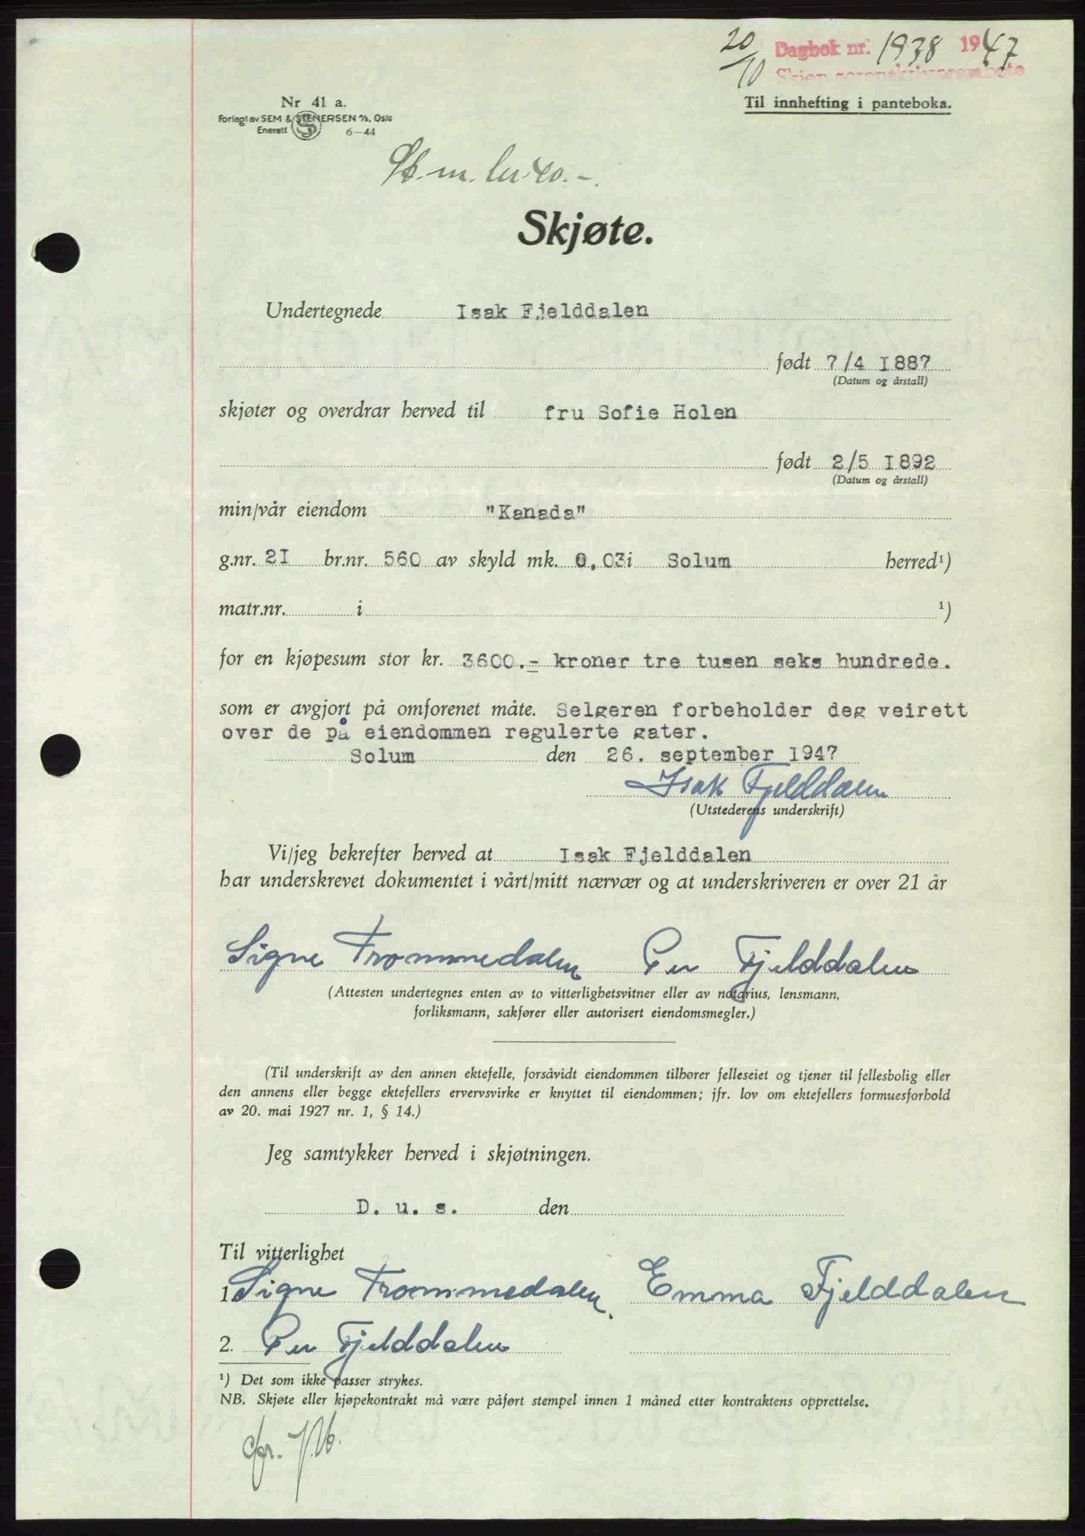 20/10 Dagbok nr. 1938 1947
Skien sorenskriverembete
Nr 41 a.
Forlagt av SEM & STENERSEN A/S, Oslo
Enerett 6-44
Til innhefting i panteboka.
Skjøte.
Undertegnede Isak Fjelddalen
født 7/4 I887
(Datum og årstall)
skjøter og overdrar herved til fru Sofie Holen
født 2/5 I892
(Datum og årstall)
min/vår eiendom "Kanada"
g.nr. 2I br.nr. 560 av skyld mk. 0,03 i Solum herred¹)
matr.nr. i ¹)
for en kjøpesum stor kr. 3600.- kroner tre tusen seks hundrede.
som er avgjort på omforenet måte. Selgeren forbeholder deg veirett
over de på eiendommen regulerte gater.
Solum den 26. september 1947
Isak Fjelddalen
(Utstederens underskrift)
Vi/jeg bekrefter herved at Isak Fjelddalen
har underskrevet dokumentet i vårt/mitt nærvær og at underskriveren er over 21 år
Signe Trommedalen Per Fjelddalen
(Attesten undertegnes enten av to vitterlighetsvitner eller av notarius, lensmann,
forliksmann, sakfører eller autorisert eiendomsmegler.)
(Til underskrift av den annen ektefelle, forsåvidt eiendommen tilhører felleseiet og tjener til fellesbolig eller
den annens eller begge ektefellers ervervsvirke er knyttet til eiendommen; jfr. lov om ektefellers formuesforhold
av 20. mai 1927 nr. 1, § 14.)
Jeg samtykker herved i skjøtningen.
D. u. s. den
Til vitterlighet
1. Signe Trommedalen. Emma Fjelddalen
2. Per Fjelddalen
¹) Det som ikke passer strykes.
NB. Skjøte eller kjøpekontrakt må være påført stempel innen 1 måned etter kontraktens opprettelse.